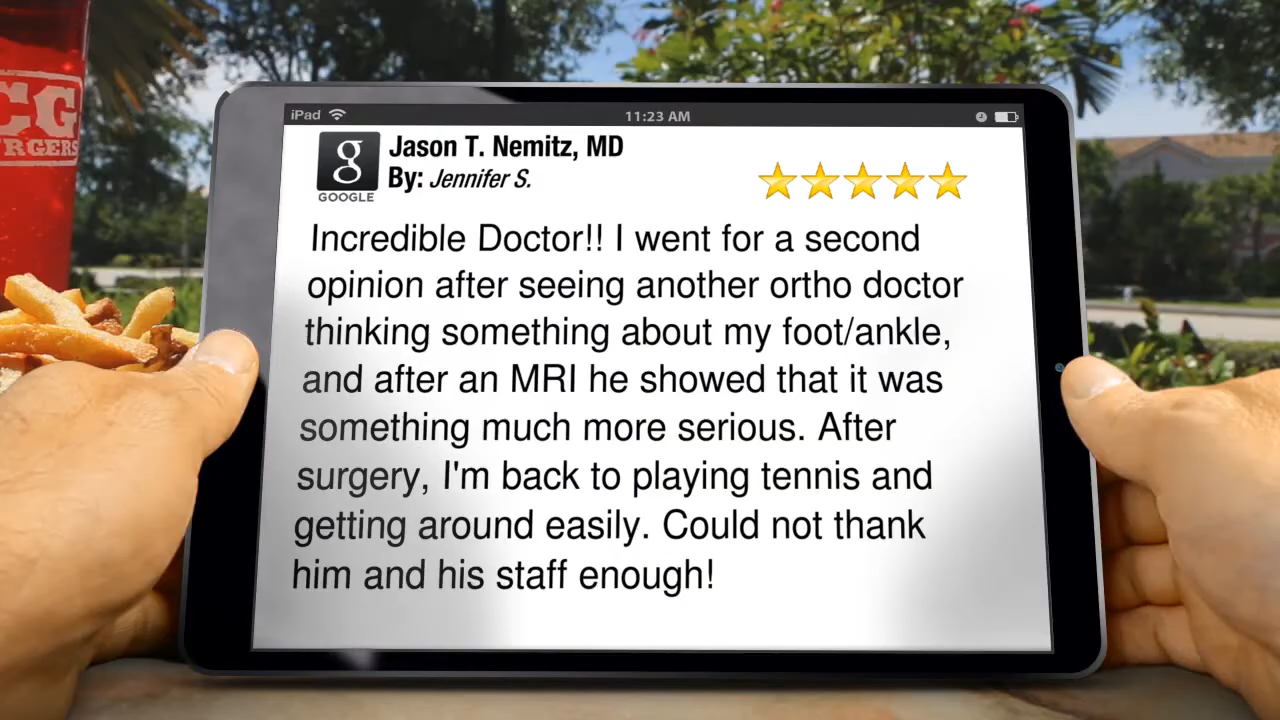 CG
RGERS
iPad
11:23 AM
g
GOOGLE
Jason T. Nemitz, MD
By: Jennifer S.
Incredible Doctor!! I went for a second
opinion after seeing another ortho doctor
thinking something about my foot/ankle,
and after an MRI he showed that it was
something much more serious. After
surgery, I'm back to playing tennis and
getting around easily. Could not thank
him and his staff enough!